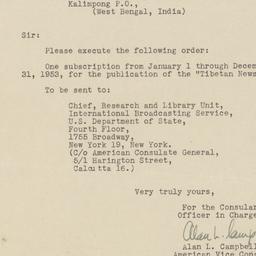 Kalimpong P.O.,
(West Bengal, India)
Sir:
Please execute the following order:
One subscription from January 1 through Decem
31, 1953, for the publication of the "Tibetan News
To be sent to:
Chief, Research and Library Unit,
International Broadcasting Service,
U.S. Department of State,
Fourth Floor,
1755 Broadway,
New York 19, New York.
(C/o American Consulate General,
5/1 Harington Street,
Calcutta 16.)
Very truly yours,
For the Consular
Officer in Charge
Alan L. Camp
Alan L. Campbell
American Vice Cons